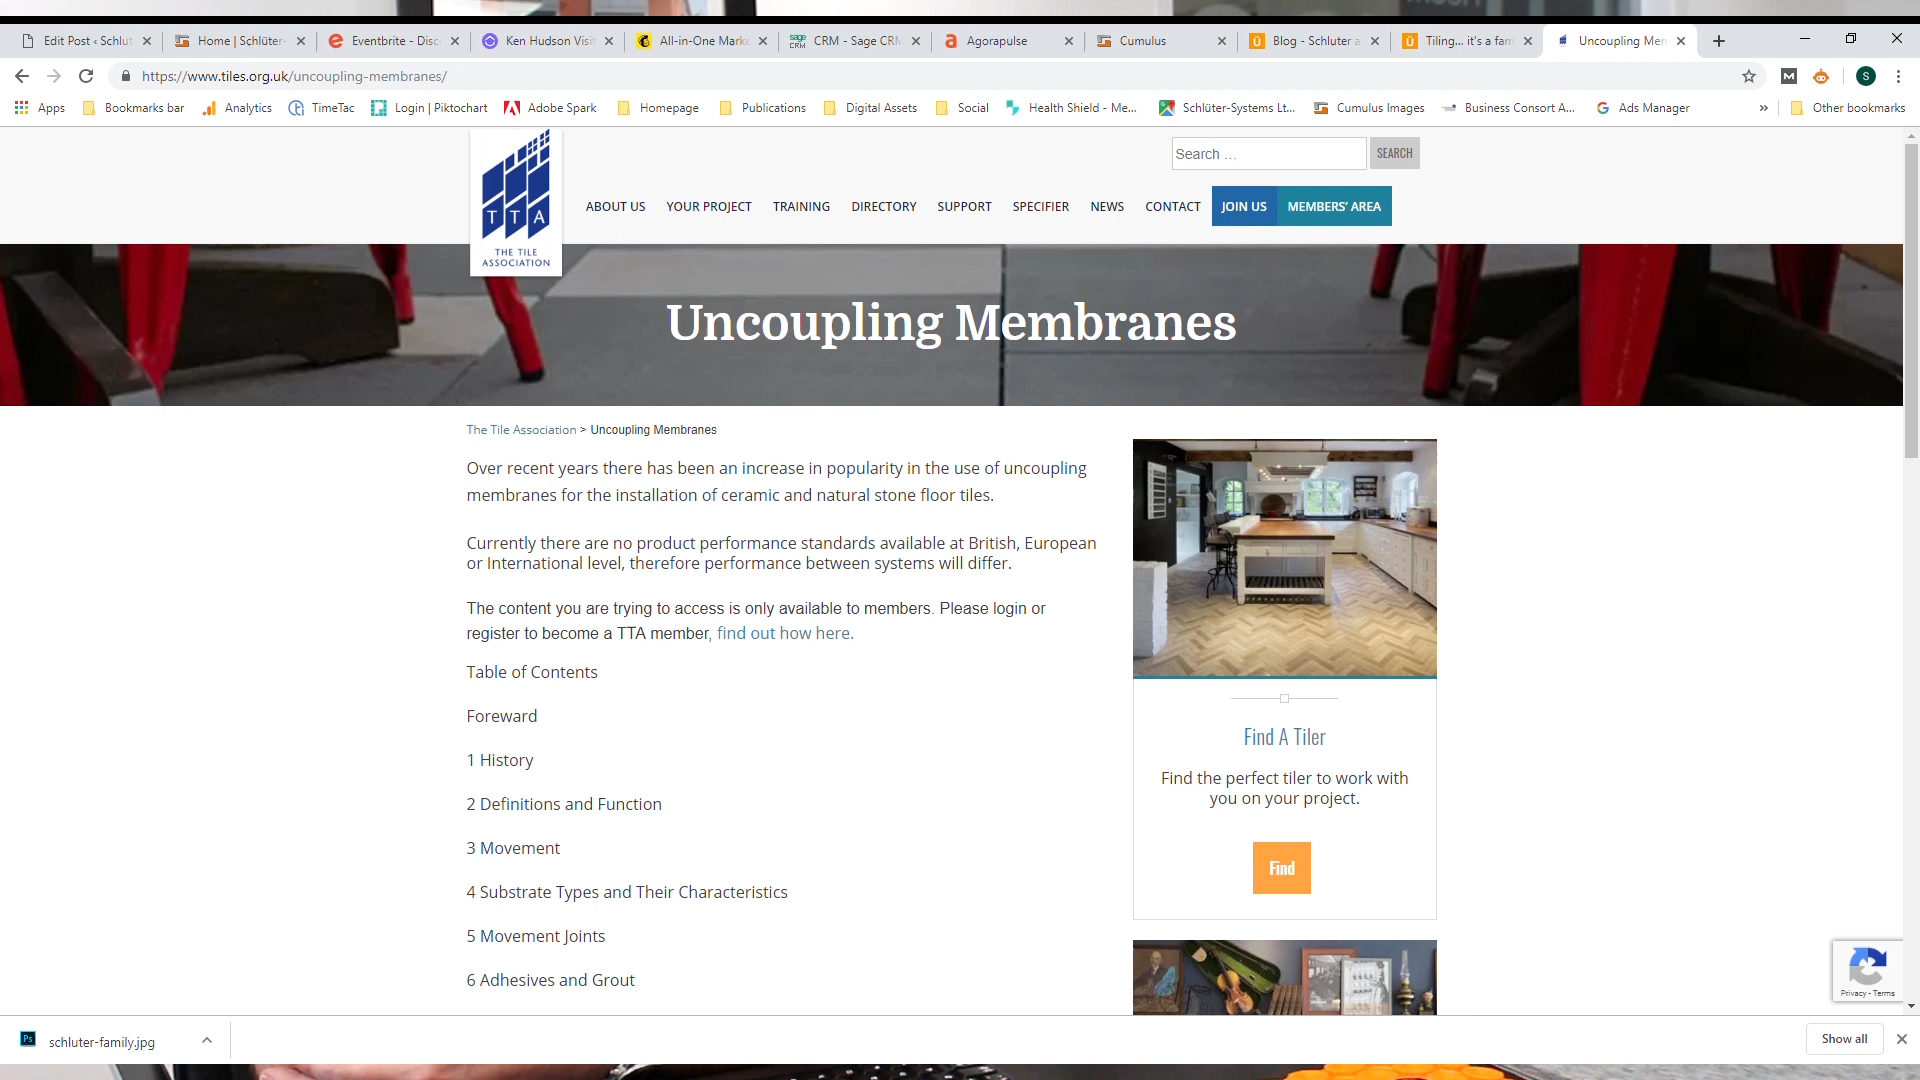 Edit Post ‹ Schlut
Home | Schlüter-
Eventbrite - Disc
Ken Hudson Visit
All-in-One Marke
CRM - Sage CRM
Agorapulse
Cumulus
Blog - Schluter a
Tiling... it's a fam
Uncoupling Mem
https://www.tiles.org.uk/uncoupling-membranes/
M
S
Apps
Bookmarks bar
Analytics
TimeTac
Login | Piktochart
Adobe Spark
Homepage
Publications
Digital Assets
Social
Health Shield - Me...
Schlüter-Systems Lt...
Cumulus Images
Business Consort A...
Ads Manager
»
Other bookmarks
Search ...
SEARCH
TTA
THE TILE
ASSOCIATION
ABOUT US
YOUR PROJECT
TRAINING
DIRECTORY
SUPPORT
SPECIFIER
NEWS
CONTACT
JOIN US
MEMBERS' AREA
Uncoupling Membranes
The Tile Association > Uncoupling Membranes
Over recent years there has been an increase in popularity in the use of uncoupling
membranes for the installation of ceramic and natural stone floor tiles.
Currently there are no product performance standards available at British, European
or International level, therefore performance between systems will differ.
The content you are trying to access is only available to members. Please login or
register to become a TTA member, find out how here.
Table of Contents
Foreward
1 History
2 Definitions and Function
3 Movement
4 Substrate Types and Their Characteristics
5 Movement Joints
6 Adhesives and Grout
Find A Tiler
Find the perfect tiler to work with
you on your project.
Find
Privacy - Terms
Ps
schluter-family.jpg
Show all